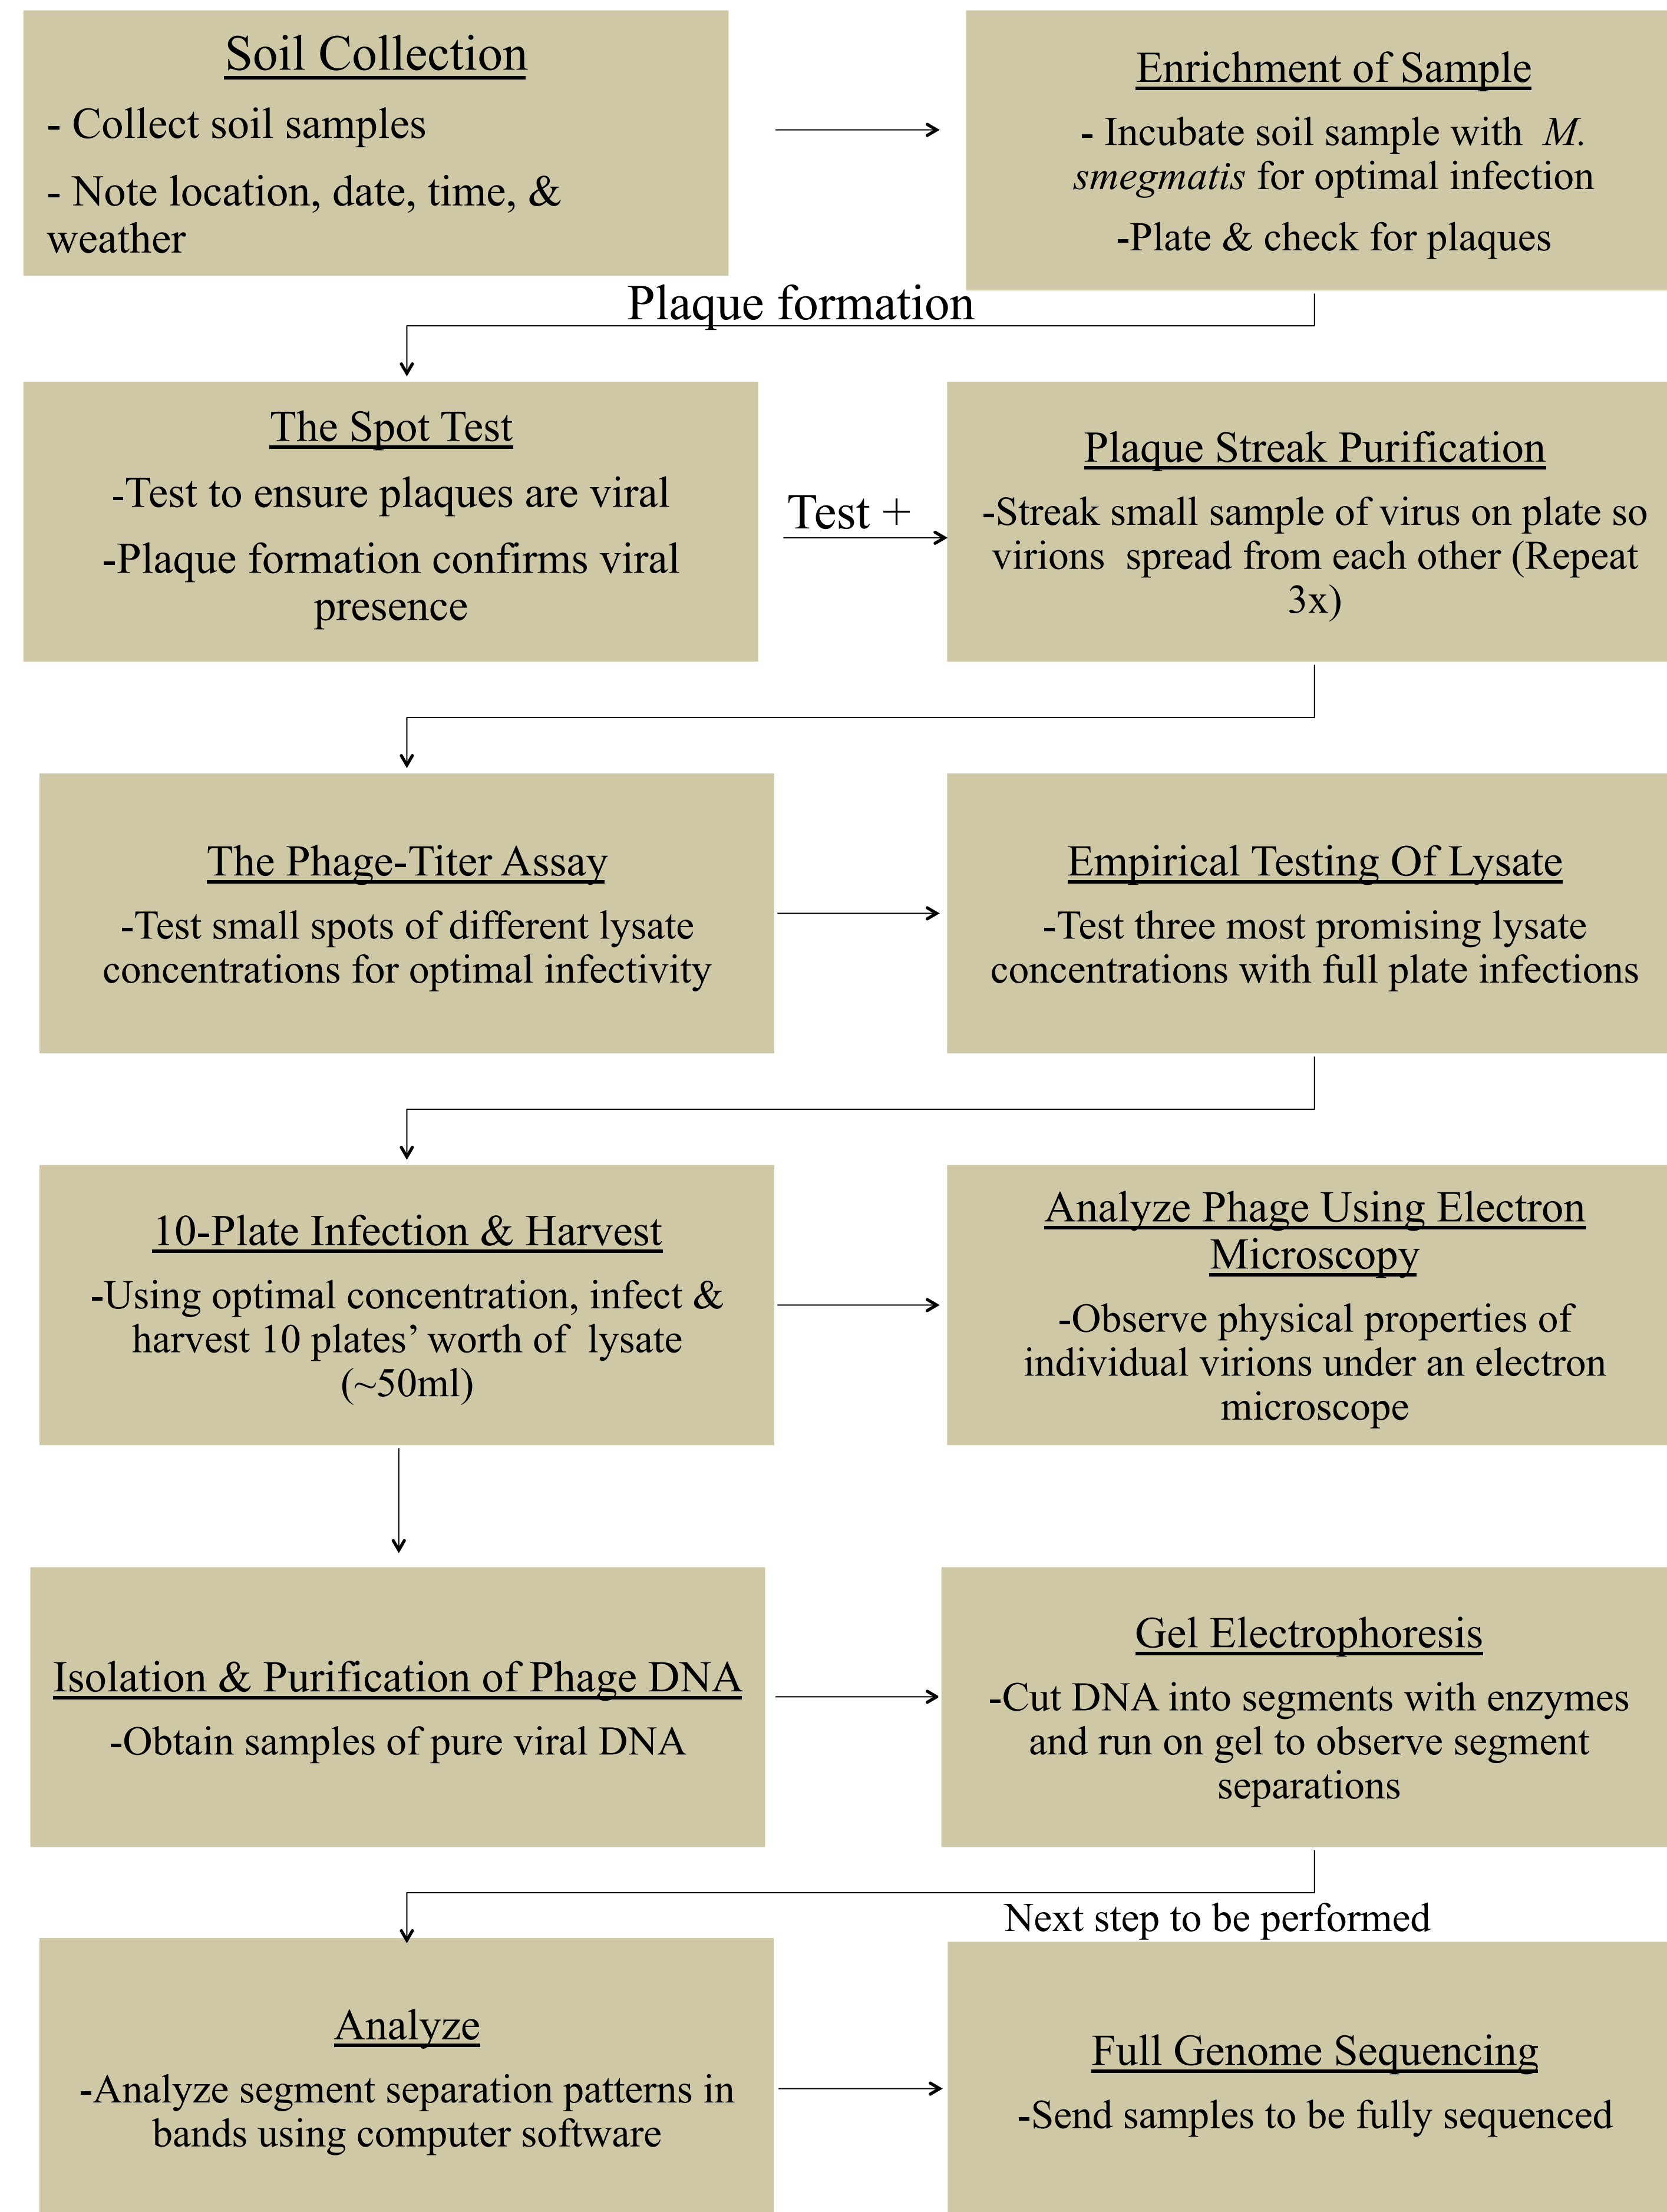 Soil Collection
- Collect soil samples
- Note location, date, time, &
weather
Enrichment of Sample
- Incubate soil sample with M.
smegmatis for optimal infection
-Plate & check for plaques
Plaque formation
The Spot Test
-Test to ensure plaques are viral
-Plaque formation confirms viral
presence
Test +
Plaque Streak Purification
-Streak small sample of virus on plate so
virions spread from each other (Repeat
3x)
The Phage-Titer Assay
-Test small spots of different lysate
concentrations for optimal infectivity
Empirical Testing Of Lysate
-Test three most promising lysate
concentrations with full plate infections
10-Plate Infection & Harvest
-Using optimal concentration, infect &
harvest 10 plates’ worth of lysate
(~50ml)
Analyze Phage Using Electron
Microscopy
-Observe physical properties of
individual virions under an electron
microscope
Isolation & Purification of Phage DNA
-Obtain samples of pure viral DNA
Gel Electrophoresis
-Cut DNA into segments with enzymes
and run on gel to observe segment
separations
Next step to be performed
Analyze
-Analyze segment separation patterns in
bands using computer software
Full Genome Sequencing
-Send samples to be fully sequenced